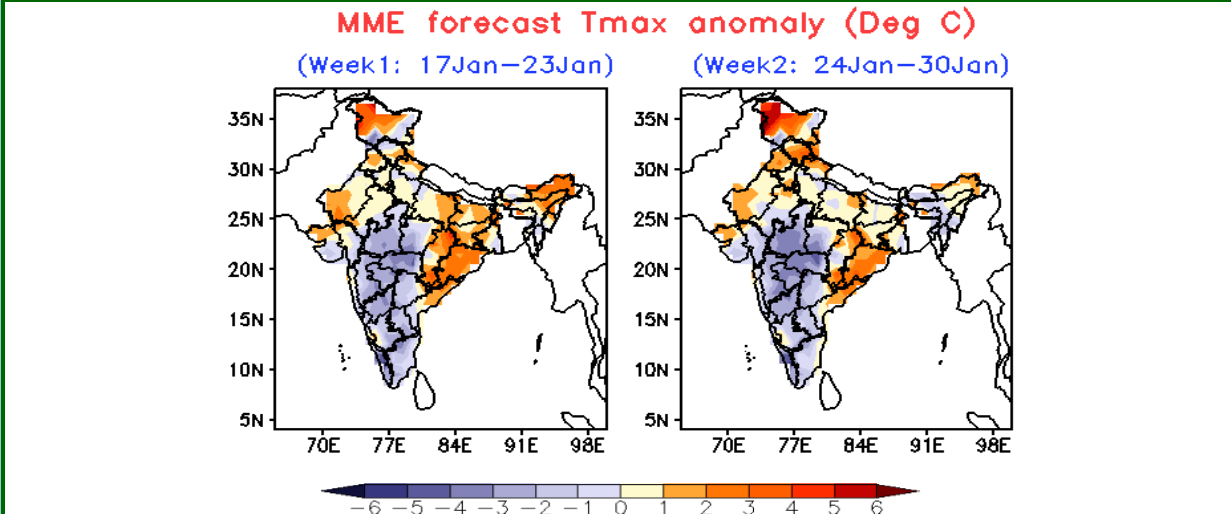 MME forecast Tmax anomaly (Deg C)
(Week1: 17Jan−23Jan) (Week2: 24Jan−30Jan)
35N 35N
30N 30N
25N 25N
20N 20N
15N 15N
10N 10N
5N 5N
70E 77E 84E 91E 98E 70E 77E 84E 91E 98E
−6 −5 −4 −3 −2 −1 0 1 2 3 4 5 6